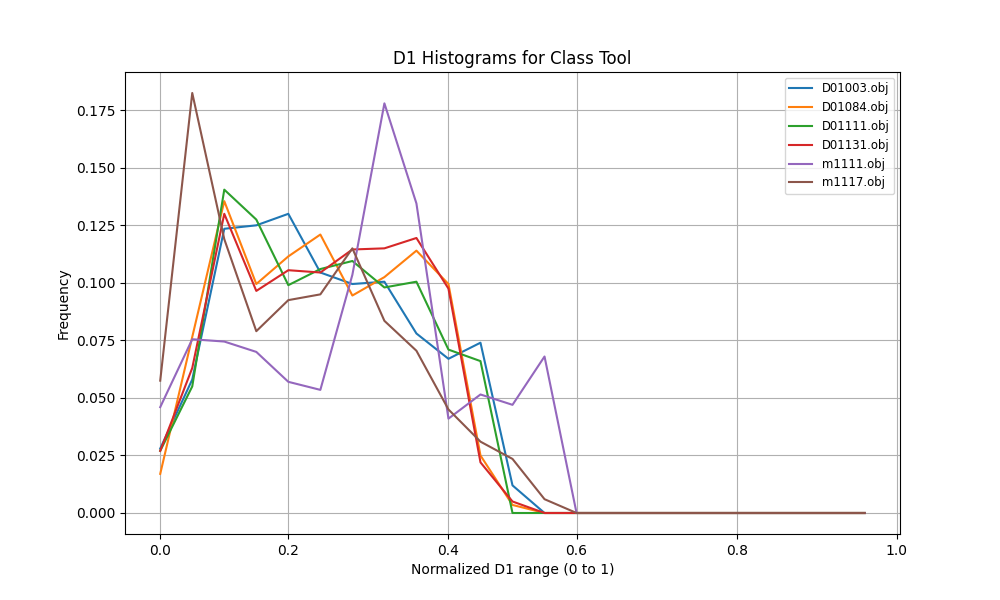 D1 Histograms for Class Tool
D01003.obj
D01084.obj
D01111.obj
D01131.obj
m1111.obj
m1117.obj
Frequency
0.175
0.150
0.125
0.100
0.075
0.050
0.025
0.000
0.0 0.2 0.4 0.6 0.8 1.0
Normalized D1 range (0 to 1)